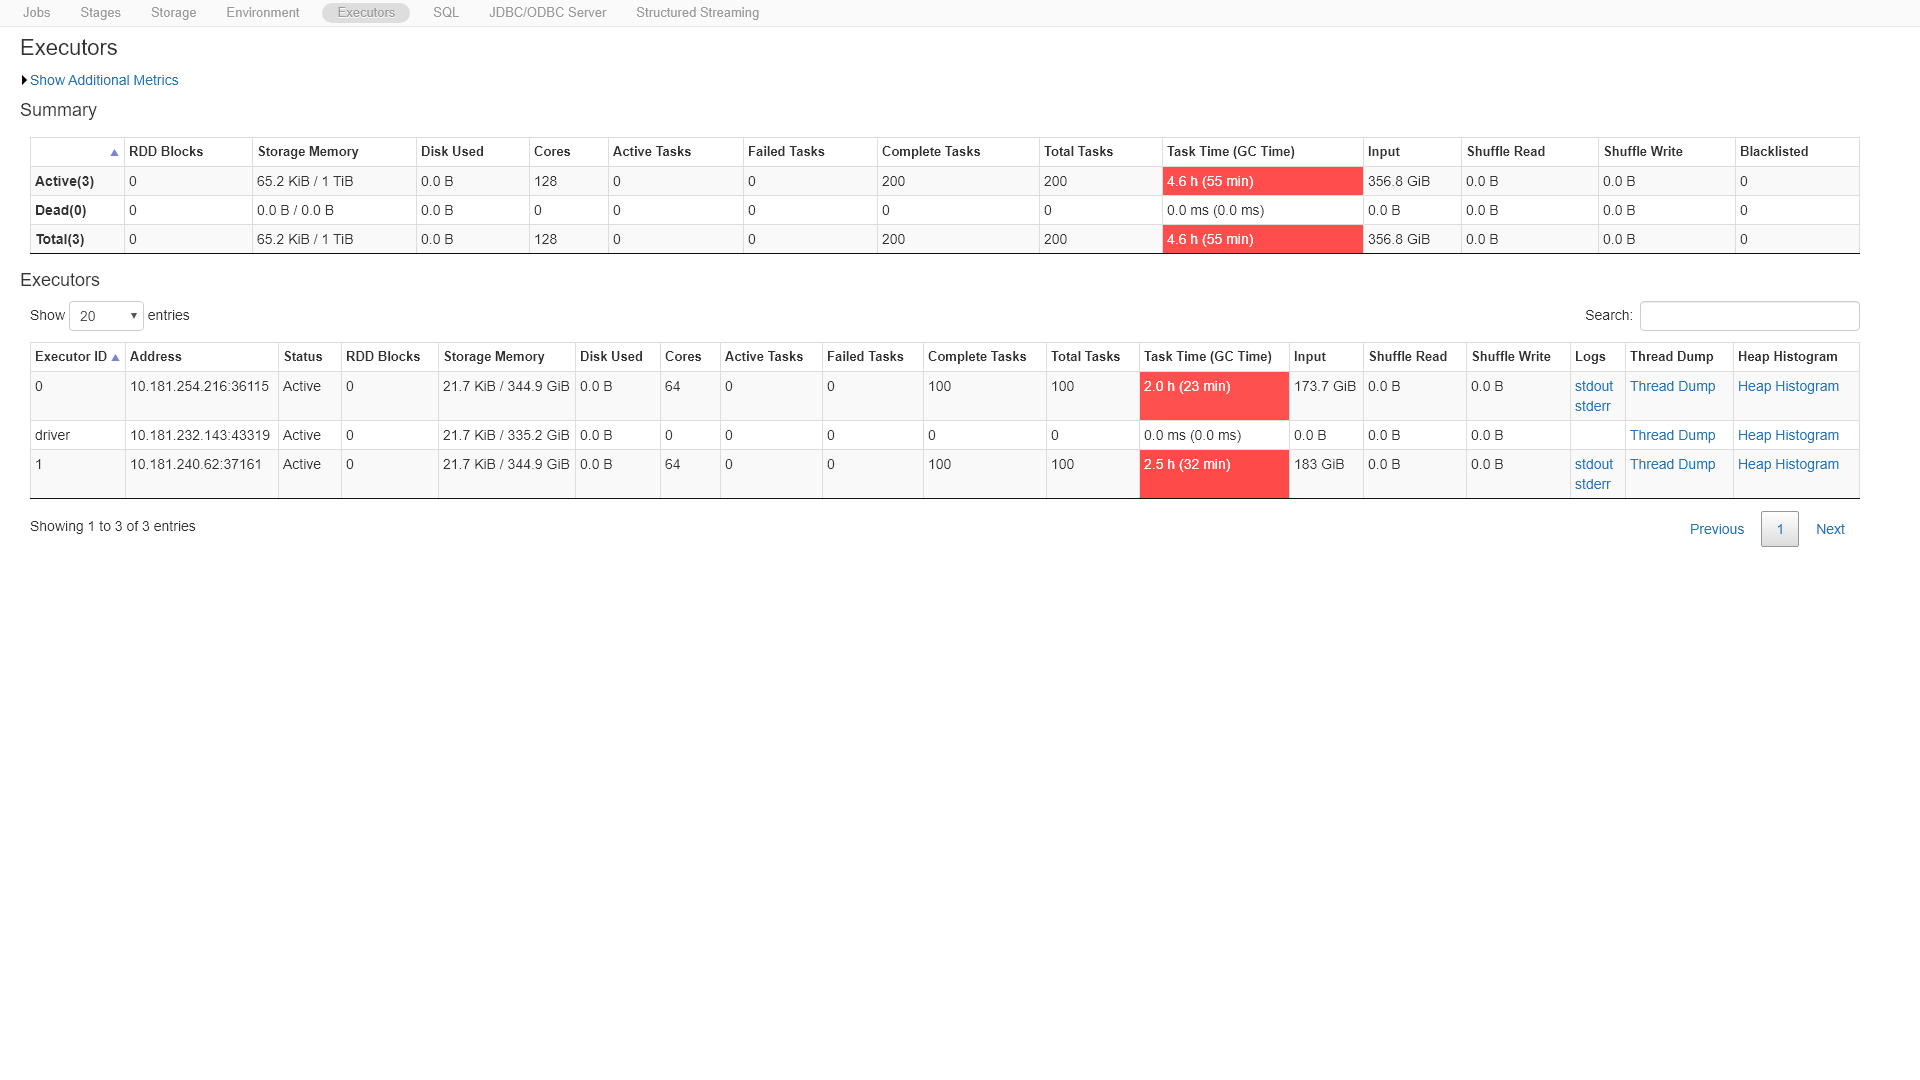 Jobs Stages Storage Environment Executors SQL JDBC/ODBC Server Structured Streaming
Executors
Show Additional Metrics
Summary
RDD Blocks Storage Memory Disk Used Cores Active Tasks Failed Tasks Complete Tasks Total Tasks Task Time (GC Time) Input Shuffle Read Shuffle Write Blacklisted
Active(3) 0 65.2 KiB / 1 TiB 0.0 B 128 0 0 200 200 4.6 h (55 min) 356.8 GiB 0.0 B 0.0 B 0
Dead(0) 0 0.0 B / 0.0 B 0.0 B 0 0 0 0 0 0.0 ms (0.0 ms) 0.0 B 0.0 B 0.0 B 0
Total(3) 0 65.2 KiB / 1 TiB 0.0 B 128 0 0 200 200 4.6 h (55 min) 356.8 GiB 0.0 B 0.0 B 0
Executors
Show 20 entries Search:
Executor ID Address Status RDD Blocks Storage Memory Disk Used Cores Active Tasks Failed Tasks Complete Tasks Total Tasks Task Time (GC Time) Input Shuffle Read Shuffle Write Logs Thread Dump Heap Histogram
0 10.181.254.216:36115 Active 0 21.7 KiB / 344.9 GiB 0.0 B 64 0 0 100 100 2.0 h (23 min) 173.7 GiB 0.0 B 0.0 B stdout Thread Dump Heap Histogram
stderr
driver 10.181.232.143:43319 Active 0 21.7 KiB / 335.2 GiB 0.0 B 0 0 0 0 0 0.0 ms (0.0 ms) 0.0 B 0.0 B 0.0 B Thread Dump Heap Histogram
1 10.181.240.62:37161 Active 0 21.7 KiB / 344.9 GiB 0.0 B 64 0 0 100 100 2.5 h (32 min) 183 GiB 0.0 B 0.0 B stdout Thread Dump Heap Histogram
stderr
Showing 1 to 3 of 3 entries Previous 1 Next